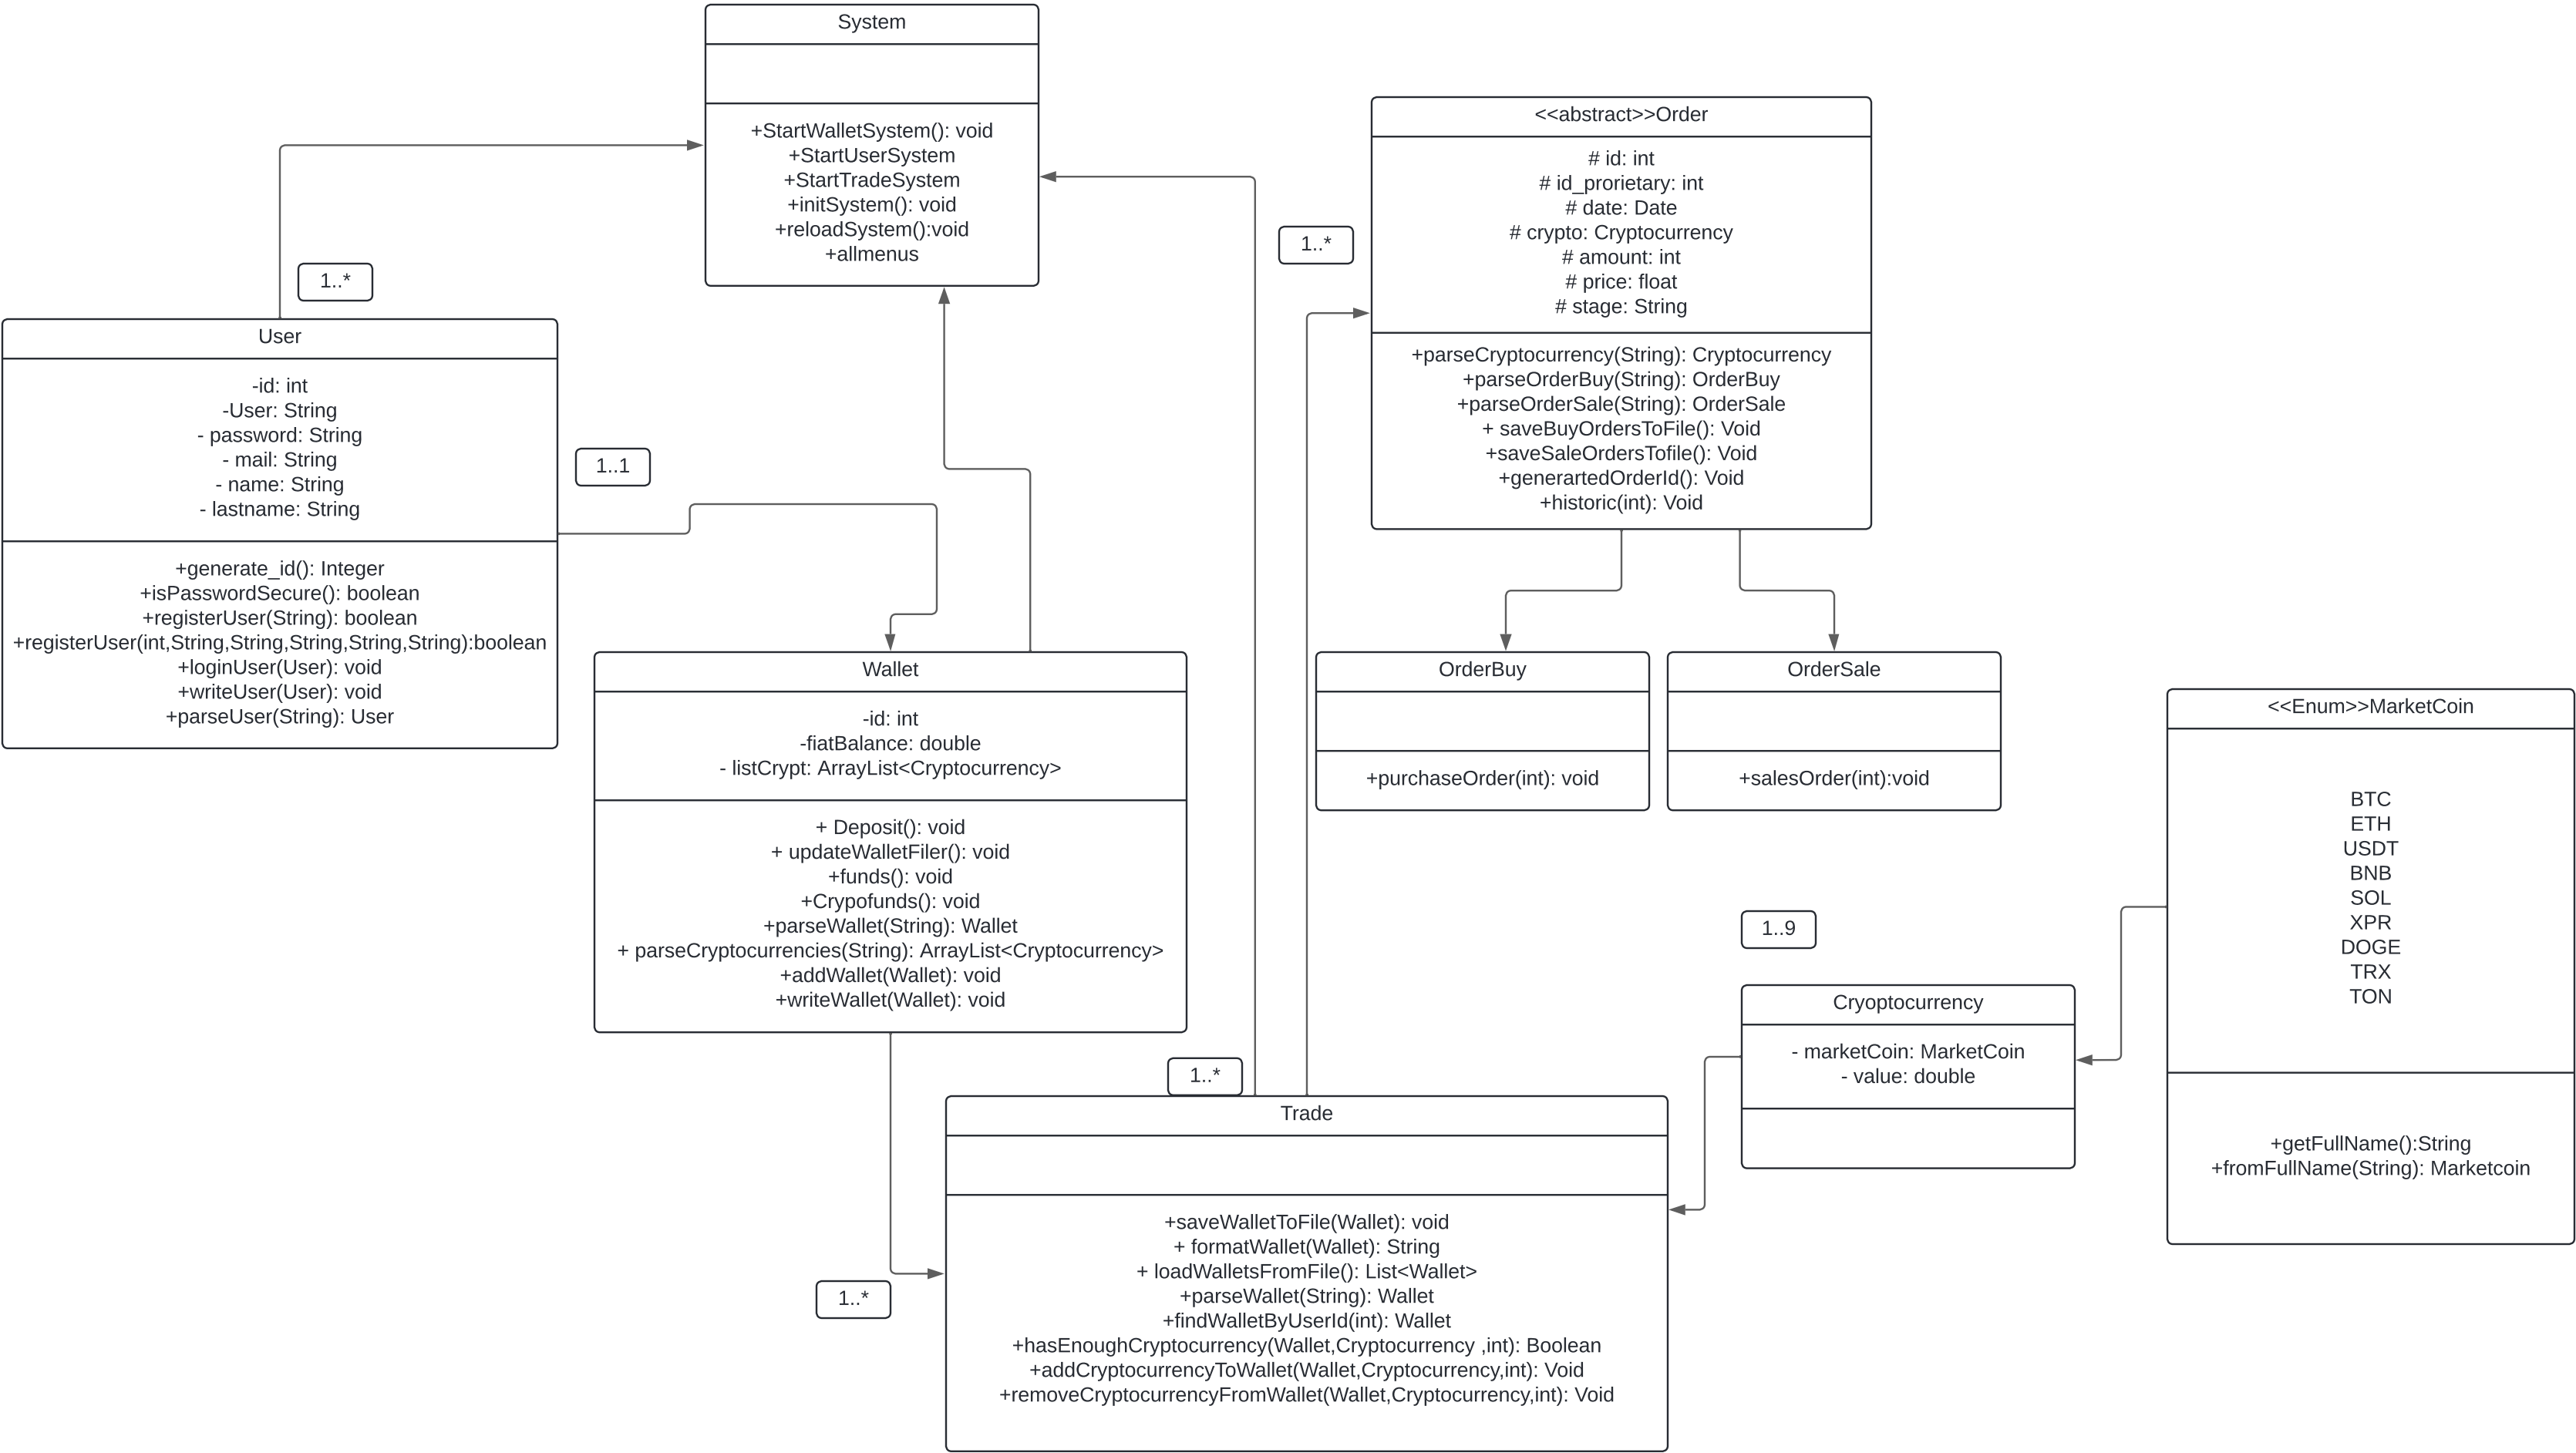 System
+StartWalletSystem(): void
+StartUserSystem
+StartTradeSystem
+initSystem(): void
+reloadSystem():void
+allmenus
<<abstract>>Order
# id: int
# id_prorietary: int
# date: Date
# crypto: Cryptocurrency
# amount: int
# price: float
# stage: String
+parseCryptocurrency(String): Cryptocurrency
+parseOrderBuy(String): OrderBuy
+parseOrderSale(String): OrderSale
+ saveBuyOrdersToFile(): Void
+saveSaleOrdersTofile(): Void
+generartedOrderId(): Void
+historic(int): Void
1..*
1..*
User
-id: int
-User: String
- password: String
- mail: String
- name: String
- lastname: String
+generate_id(): Integer
+isPasswordSecure(): boolean
+registerUser(String): boolean
+registerUser(int,String,String,String,String,String):boolean
+loginUser(User): void
+writeUser(User): void
+parseUser(String): User
1..1
Wallet
-id: int
-fiatBalance: double
- listCrypt: ArrayList<Cryptocurrency>
+ Deposit(): void
+ updateWalletFiler(): void
+funds(): void
+Crypofunds(): void
+parseWallet(String): Wallet
+ parseCryptocurrencies(String): ArrayList<Cryptocurrency>
+addWallet(Wallet): void
+writeWallet(Wallet): void
OrderBuy
+purchaseOrder(int): void
OrderSale
+salesOrder(int):void
<<Enum>>MarketCoin
BTC
ETH
USDT
BNB
SOL
XPR
DOGE
TRX
TON
+getFullName():String
+fromFullName(String): Marketcoin
1..9
Cryoptocurrency
- marketCoin: MarketCoin
- value: double
1..*
Trade
+saveWalletToFile(Wallet): void
+ formatWallet(Wallet): String
+ loadWalletsFromFile(): List<Wallet>
+parseWallet(String): Wallet
+findWalletByUserId(int): Wallet
+hasEnoughCryptocurrency(Wallet,Cryptocurrency ,int): Boolean
+addCryptocurrencyToWallet(Wallet,Cryptocurrency,int): Void
+removeCryptocurrencyFromWallet(Wallet,Cryptocurrency,int): Void
1..*